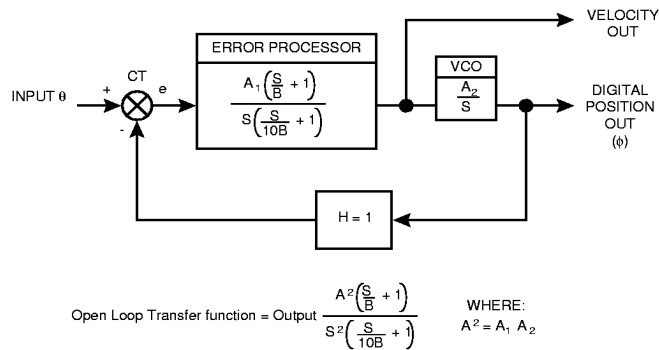 VELOCITY
OUT
ERROR PROCESSOR
VCO
CT
INPUT θ
+
-
e
A₁(S/B + 1)
S(S/10B + 1)
A₂
S
DIGITAL
POSITION
OUT
(φ)
H = 1
Open Loop Transfer function = Output A²(S/B + 1) / S²(S/10B + 1)
WHERE:
A² = A₁ A₂